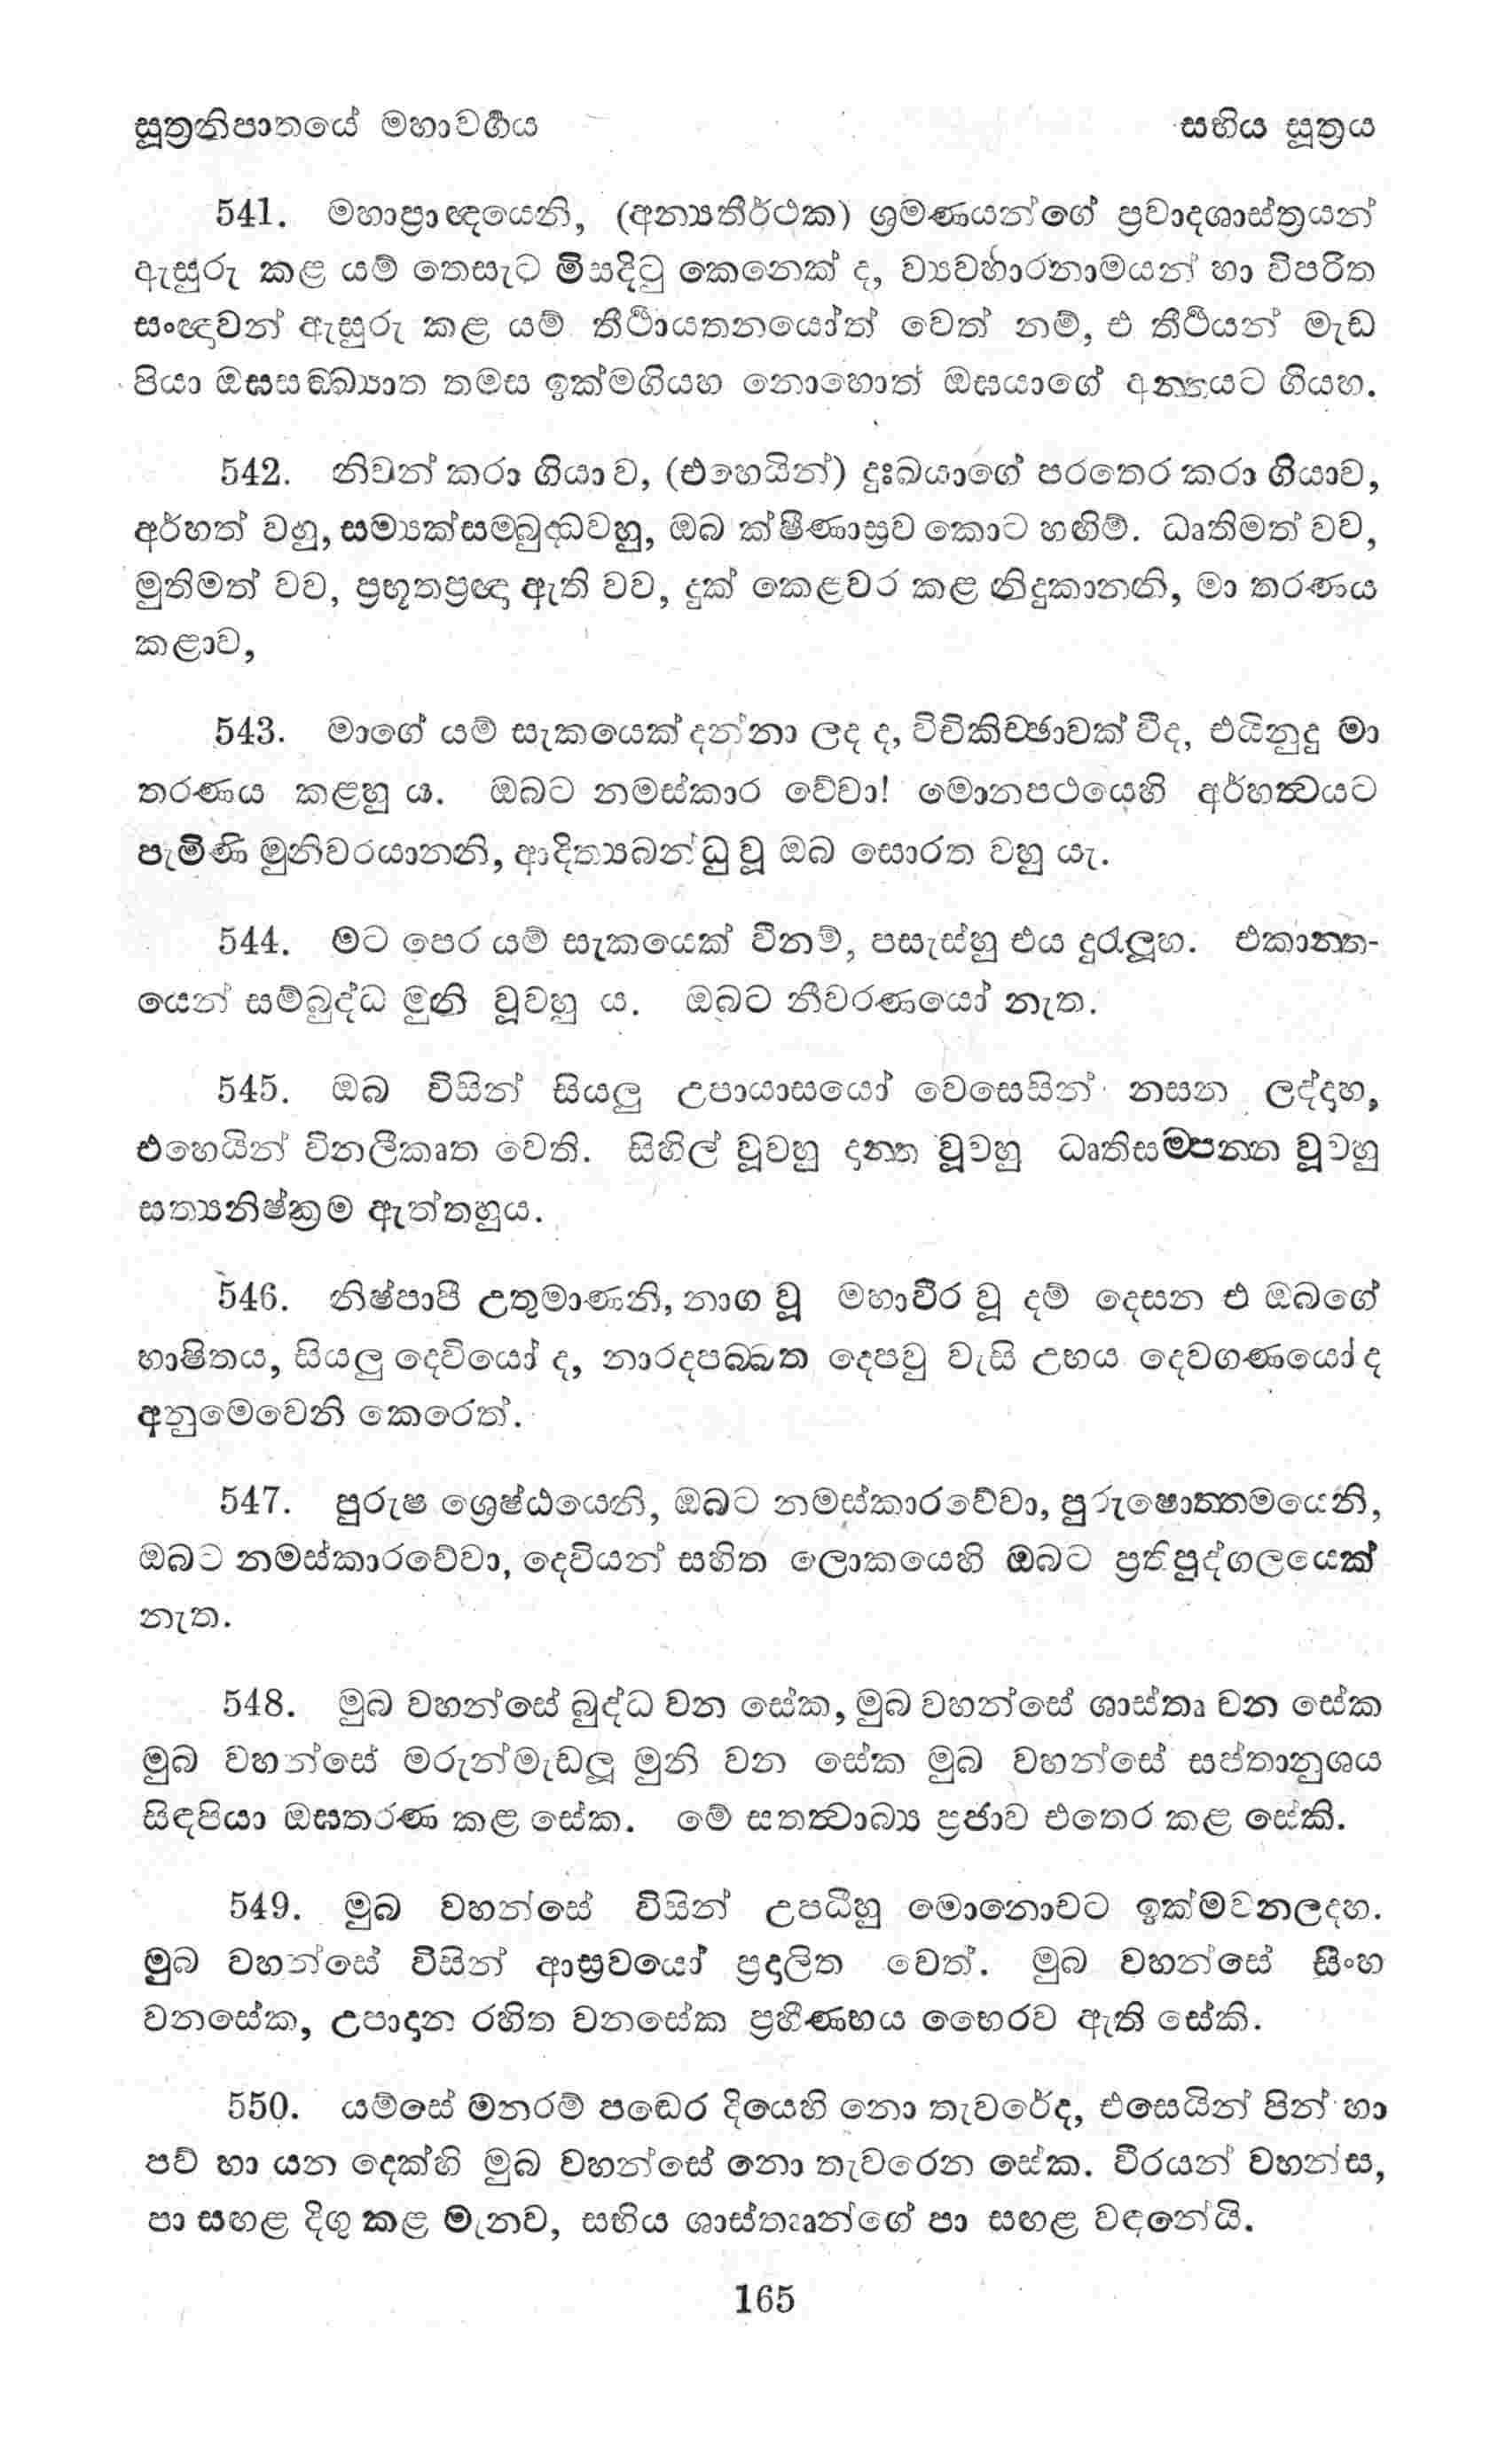 සූත්‍රනිපාතයේ මහාවර්‍ගය සභිය සූත්‍රය
541. මහාප්‍රාඥයෙනි, (අන්‍යතීර්ථක) ශ්‍රමණයන්ගේ ප්‍රවාදශාස්ත්‍රයන්
ඇසුරු කළ යම් තෙසැට මිසදිටු කෙනෙක් ද, ව්‍යවහාරනාමයන් හා විපරීත
සංඥාවන් ඇසුරු කළ යම් තීර්‍ථායතනයෝත් වෙත් නම්, එ තීර්‍ථයන් මැඩ
පියා ඔඝසඞ්ඛ්‍යාත තමස ඉක්මගියහ නොහොත් ඔඝයාගේ අන්තයට ගියහ.
542. නිවන් කරා ගියා ව, (එහෙයින්) දුඃඛයාගේ පරතෙර කරා ගියාව,
අර්හත් වහු, සම්‍යක්සම්බුද්ධවහු, ඔබ ක්ෂීණාස්‍රව කොට හඟිම්. ධෘතිමත් වව,
මුතිමත් වව, ප්‍රභූතප්‍රඥා ඇති වව, දුක් කෙළවර කළ නිදුකානනි, මා තරණය
කළාව,
543. මාගේ යම් සැකයෙක් දන්නා ලද ද, විචිකිච්ඡාවක් වීද, එයිනුදු මා
තරණය කළහු ය. ඔබට නමස්කාර වේවා! මොනපථයෙහි අර්හත්‍වයට
පැමිණි මුනිවරයානනි, ආදිත්‍යබන්ධු වූ ඔබ සොරත වහු යැ.
544. මට පෙර යම් සැකයෙක් වීනම්, පසැස්හු එය දුරැලූහ. එකාන්ත-
යෙන් සම්බුද්ධ මුනි වූවහු ය. ඔබට නීවරණයෝ නැත.
545. ඔබ විසින් සියලු උපායාසයෝ වෙසෙසින් නසන ලද්දාහ,
එහෙයින් විනලීකෘත වෙති. සිහිල් වූවහු දාන්ත වූවහු ධෘතිසම්පන්න වූවහු
සත්‍යනිෂ්ක්‍රම ඇත්තහුය.
546. නිෂ්පාපී උතුමාණනි, නාග වූ මහාවීර වූ දම් දෙසන එ ඔබගේ
භාෂිතය, සියලු දෙවියෝ ද, නාරදපබ්බත දෙපවු වැසි උභය දෙවගණයෝ ද
අනුමෙවෙනි කෙරෙත්.
547. පුරුෂ ශ්‍රෙෂ්ඨයෙනි, ඔබට නමස්කාරවේවා, පුරුෂොත්තමයෙනි,
ඔබට නමස්කාරවේවා, දෙවියන් සහිත ලොකයෙහි ඔබට ප්‍රතිපුද්ගලයෙක්
නැත.
548. මුබ වහන්සේ බුද්ධ වන සේක, මුබ වහන්සේ ශාස්තෘ වන සේක
මුබ වහන්සේ මරුන්මැඩලූ මුනි වන සේක මුබ වහන්සේ සප්තානුශය
සිඳපියා ඔඝතරණ කළ සේක. මේ සත්ත්‍වාඛ්‍ය ප්‍රජාව එතෙර කළ සේකි.
549. මුබ වහන්සේ විසින් උපධීහු මොනොවට ඉක්මවනලදහ.
මුබ වහන්සේ විසින් ආස්‍රවයෝ ප්‍රදාලිත වෙත්. මුබ වහන්සේ සිංහ
වනසේක, උපාදාන රහිත වනසේක ප්‍රහීණභය භෛරව ඇති සේකි.
550. යම්සේ මනරම් පඬෙර දියෙහි නො තැවරේද, එසෙයින් පින් හා
පව් හා යන දෙක්හි මුබ වහන්සේ නො තැවරෙන සේක. වීරයන් වහන්ස,
පා සඟළ දිගු කළ මැනව, සභිය ශාස්තෲන්ගේ පා සඟළ වඳනේයි.
165